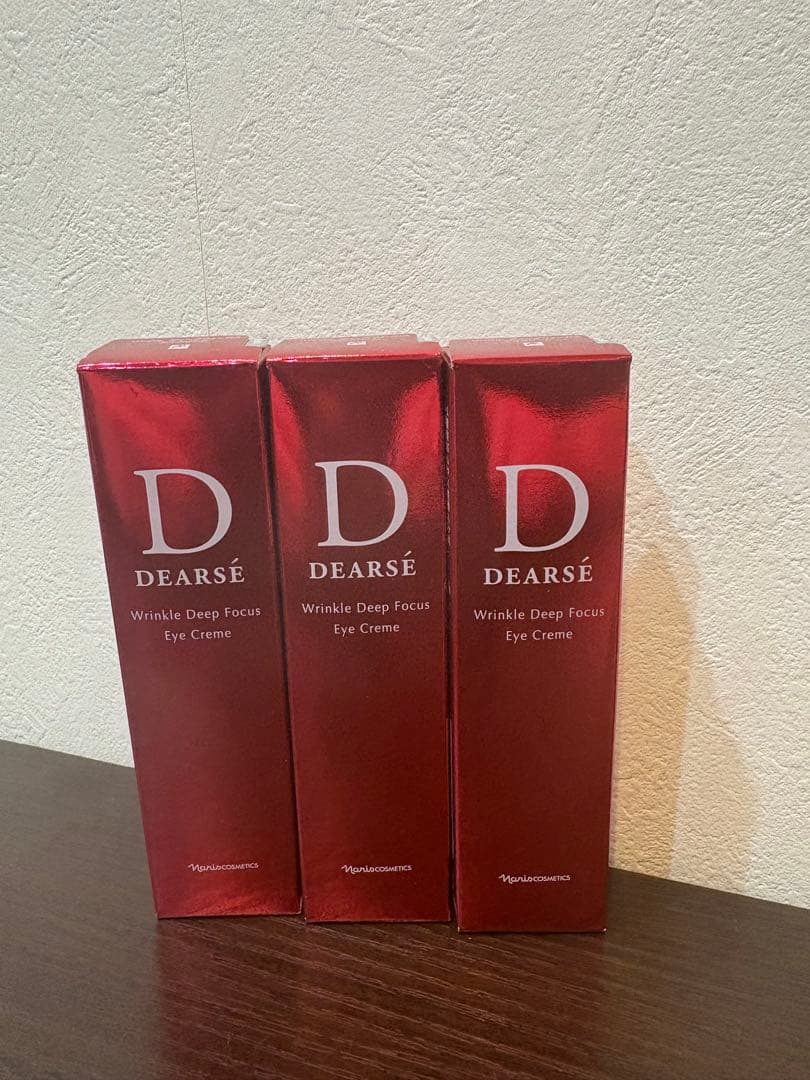 D
DEARSÉ
Wrinkle Deep Focus
Eye Creme
NarisCOSMETICS
D
DEARSÉ
Wrinkle Deep Focus
Eye Creme
NarisCOSMETICS
D
DEARSÉ
Wrinkle Deep Focus
Eye Creme
NarisCOSMETICS